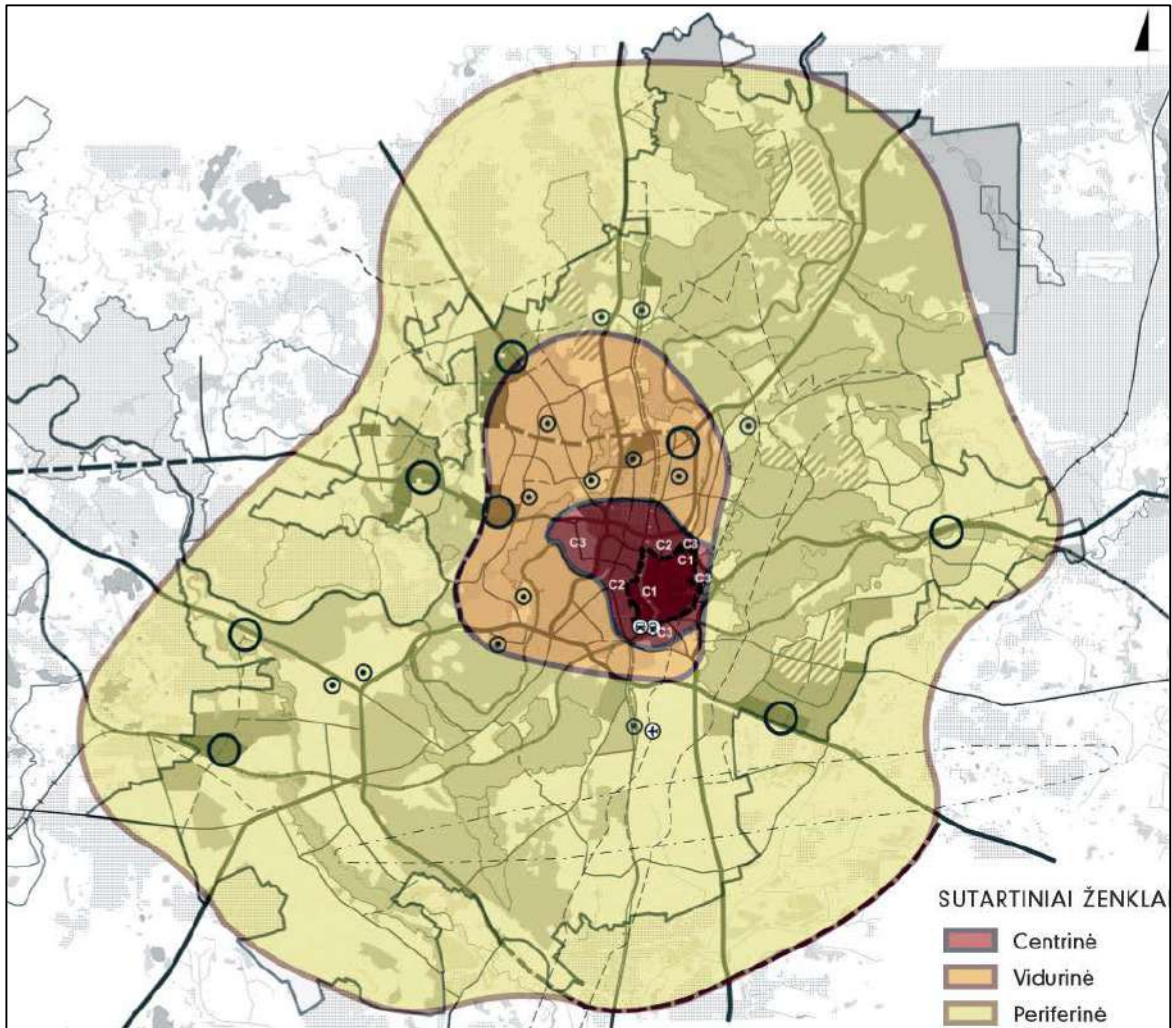 C3
C2
C3
C1
C2
C1
C3
C3
SUTARTINIAI ŽENKLA
Centrinė
Vidurinė
Periferinė